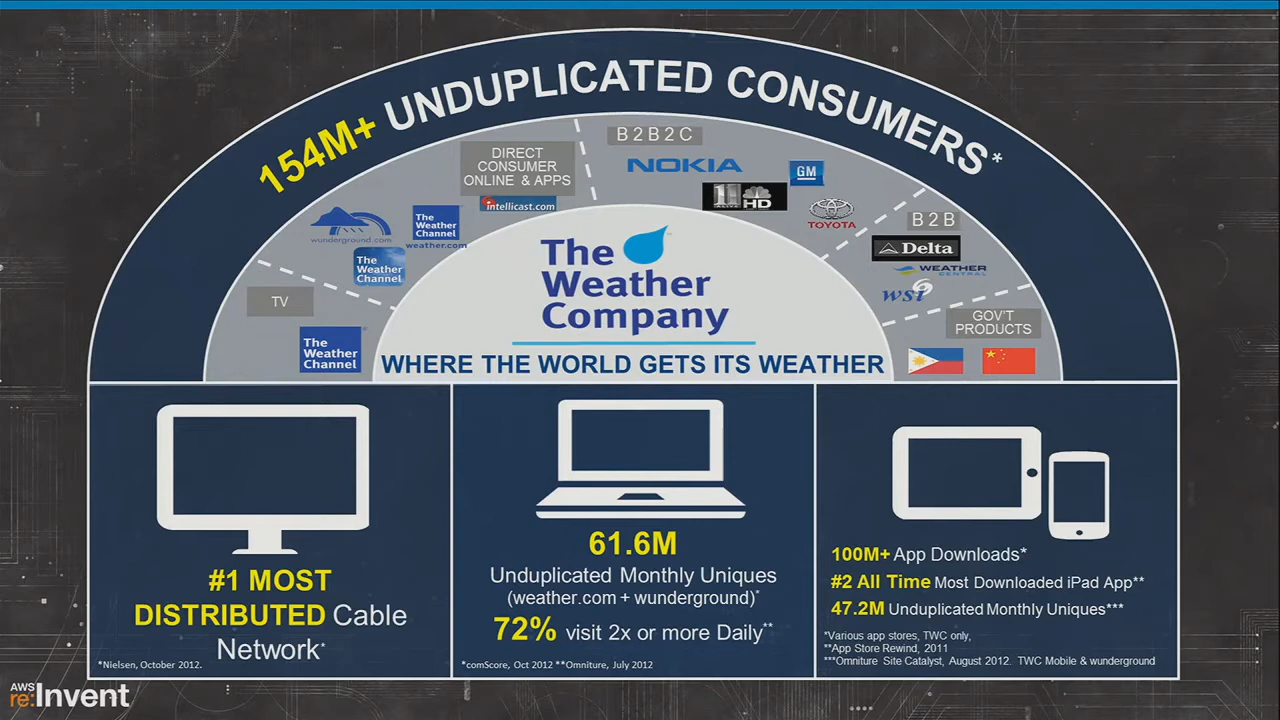 154M+ UNDUPLICATED CONSUMERS*
DIRECT
CONSUMER
ONLINE & APPS
intellicast.com
wunderground.com
The
Weather
Channel
weather.com
The
Weather
Channel
TV
The
Weather
Channel
B2B2C
NOKIA
GM
11
ALIVE
HD
TOYOTA
B2B
Delta
WEATHER
CENTRAL
WSI
GOV'T
PRODUCTS
The
Weather
Company
WHERE THE WORLD GETS ITS WEATHER
#1 MOST
DISTRIBUTED Cable
Network*
*Nielsen, October 2012.
61.6M
Unduplicated Monthly Uniques
(weather.com + wunderground)*
72% visit 2x or more Daily**
*comScore, Oct 2012 **Omniture, July 2012
100M+ App Downloads*
#2 All Time Most Downloaded iPad App**
47.2M Unduplicated Monthly Uniques***
*Various app stores, TWC only,
**App Store Rewind, 2011
***Omniture Site Catalyst, August 2012. TWC Mobile & wunderground
AWS
re:Invent